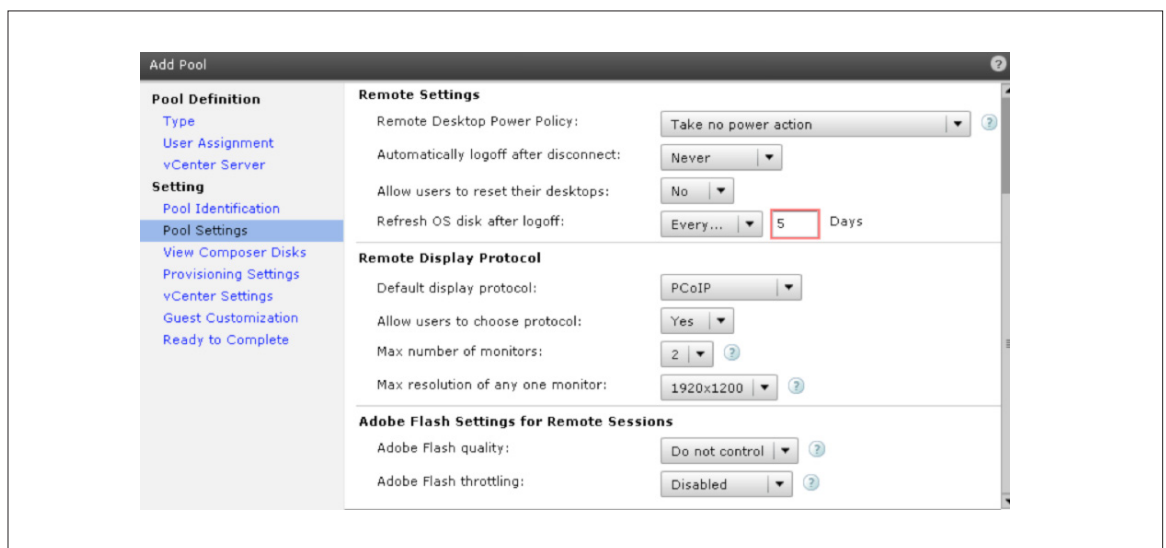 Add Pool
Pool Definition
Type
User Assignment
vCenter Server
Setting
Pool Identification
Pool Settings
View Composer Disks
Provisioning Settings
vCenter Settings
Guest Customization
Ready to Complete
Remote Settings
Remote Desktop Power Policy: Take no power action
Automatically logoff after disconnect: Never
Allow users to reset their desktops: No
Refresh OS disk after logoff: Every... 5 Days
Remote Display Protocol
Default display protocol: PCoIP
Allow users to choose protocol: Yes
Max number of monitors: 2
Max resolution of any one monitor: 1920x1200
Adobe Flash Settings for Remote Sessions
Adobe Flash quality: Do not control
Adobe Flash throttling: Disabled